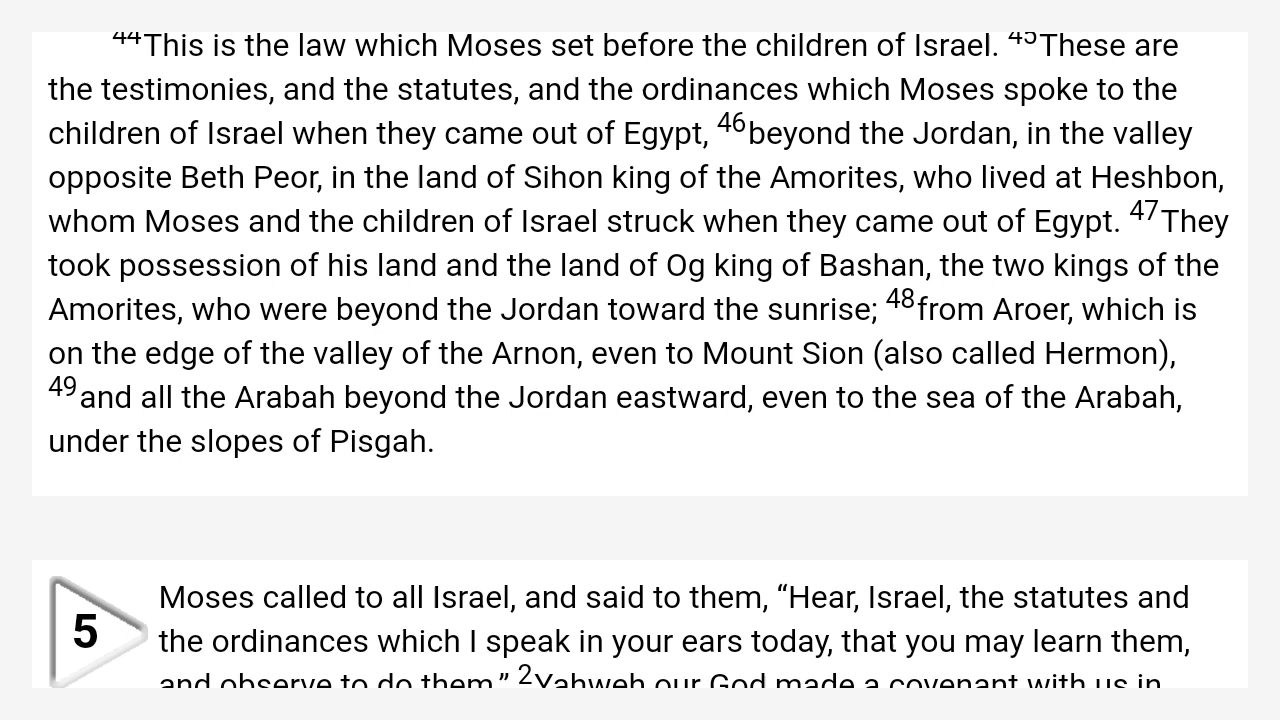 44This is the law which Moses set before the children of Israel. 45These are
the testimonies, and the statutes, and the ordinances which Moses spoke to the
children of Israel when they came out of Egypt, 46beyond the Jordan, in the valley
opposite Beth Peor, in the land of Sihon king of the Amorites, who lived at Heshbon,
whom Moses and the children of Israel struck when they came out of Egypt. 47They
took possession of his land and the land of Og king of Bashan, the two kings of the
Amorites, who were beyond the Jordan toward the sunrise; 48from Aroer, which is
on the edge of the valley of the Arnon, even to Mount Sion (also called Hermon),
49and all the Arabah beyond the Jordan eastward, even to the sea of the Arabah,
under the slopes of Pisgah.
5
Moses called to all Israel, and said to them, “Hear, Israel, the statutes and
the ordinances which I speak in your ears today, that you may learn them,
and observe to do them.” 2Yahweh our God made a covenant with us in